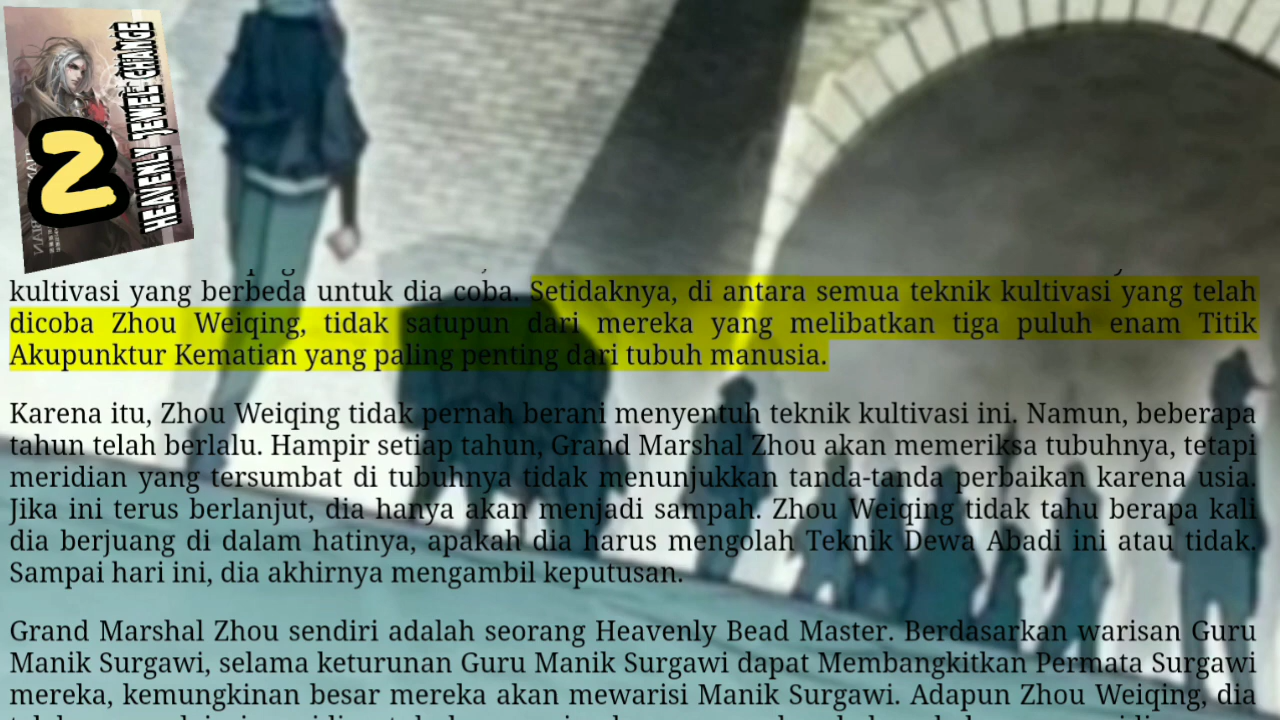 HEAVENLY JEWEL CHANGE
2
kultivasi yang berbeda untuk dia coba. Setidaknya, di antara semua teknik kultivasi yang telah
dicoba Zhou Weiqing, tidak satupun dari mereka yang melibatkan tiga puluh enam Titik
Akupunktur Kematian yang paling penting dari tubuh manusia.
Karena itu, Zhou Weiqing tidak pernah berani menyentuh teknik kultivasi ini. Namun, beberapa
tahun telah berlalu. Hampir setiap tahun, Grand Marshal Zhou akan memeriksa tubuhnya, tetapi
meridian yang tersumbat di tubuhnya tidak menunjukkan tanda-tanda perbaikan karena usia.
Jika ini terus berlanjut, dia hanya akan menjadi sampah. Zhou Weiqing tidak tahu berapa kali
dia berjuang di dalam hatinya, apakah dia harus mengolah Teknik Dewa Abadi ini atau tidak.
Sampai hari ini, dia akhirnya mengambil keputusan.
Grand Marshal Zhou sendiri adalah seorang Heavenly Bead Master. Berdasarkan warisan Guru
Manik Surgawi, selama keturunan Guru Manik Surgawi dapat Membangkitkan Permata Surgawi
mereka, kemungkinan besar mereka akan mewarisi Manik Surgawi. Adapun Zhou Weiqing, dia